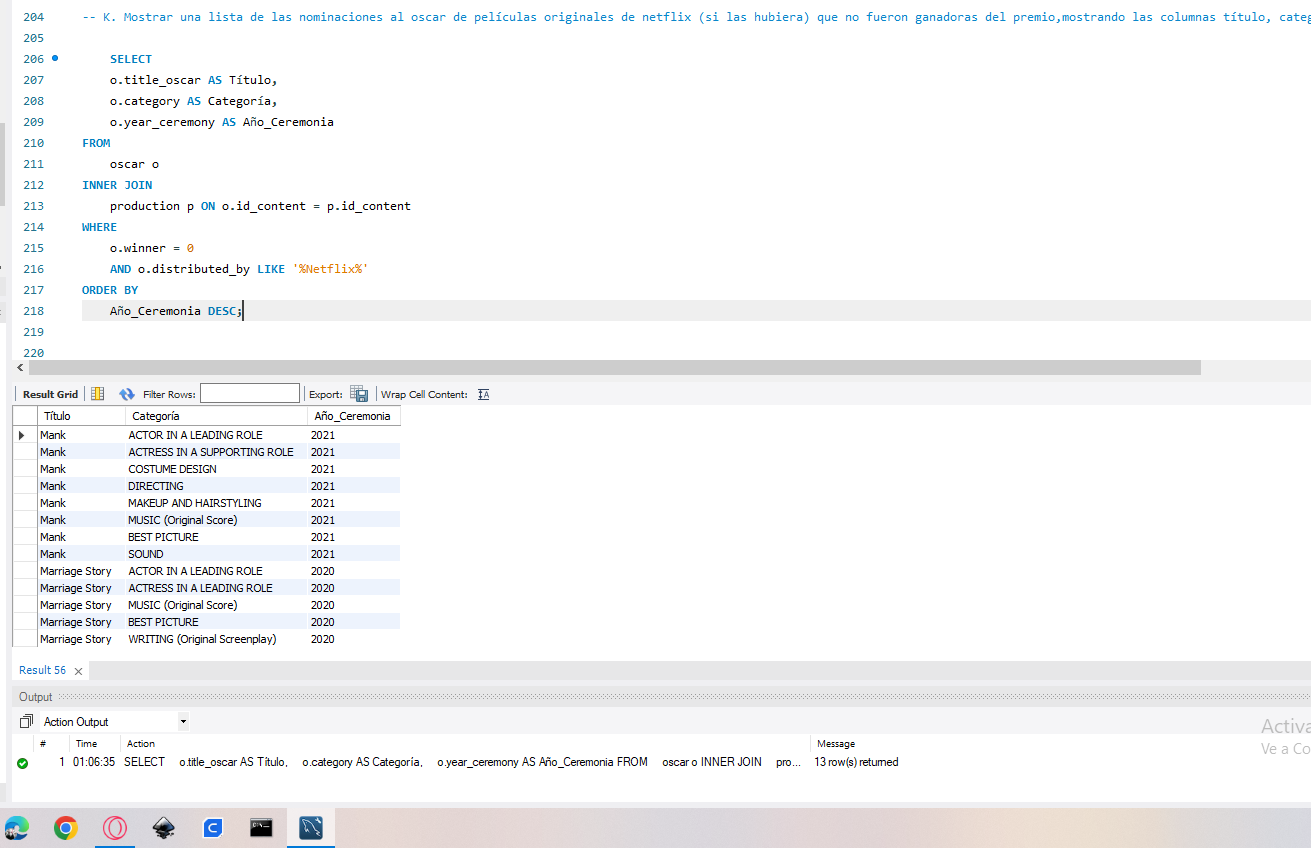 204 -- K. Mostrar una lista de las nominaciones al oscar de películas originales de netflix (si las hubiera) que no fueron ganadoras del premio,mostrando las columnas título, categ
205
206 SELECT
207 o.title_oscar AS Título,
208 o.category AS Categoría,
209 o.year_ceremony AS Año_Ceremonia
210 FROM
211 oscar o
212 INNER JOIN
213 production p ON o.id_content = p.id_content
214 WHERE
215 o.winner = 0
216 AND o.distributed_by LIKE '%Netflix%'
217 ORDER BY
218 Año_Ceremonia DESC;
219
220
Result Grid Filter Rows: Export: Wrap Cell Content:
Título Categoría Año_Ceremonia
Mank ACTOR IN A LEADING ROLE 2021
Mank ACTRESS IN A SUPPORTING ROLE 2021
Mank COSTUME DESIGN 2021
Mank DIRECTING 2021
Mank MAKEUP AND HAIRSTYLING 2021
Mank MUSIC (Original Score) 2021
Mank BEST PICTURE 2021
Mank SOUND 2021
Marriage Story ACTOR IN A LEADING ROLE 2020
Marriage Story ACTRESS IN A LEADING ROLE 2020
Marriage Story MUSIC (Original Score) 2020
Marriage Story BEST PICTURE 2020
Marriage Story WRITING (Original Screenplay) 2020
Result 56
Output
Action Output
Activa
# Time Action Message
Ve a Co
1 01:06:35 SELECT o.title_oscar AS Título, o.category AS Categoría, o.year_ceremony AS Año_Ceremonia FROM oscar o INNER JOIN pro... 13 row(s) returned